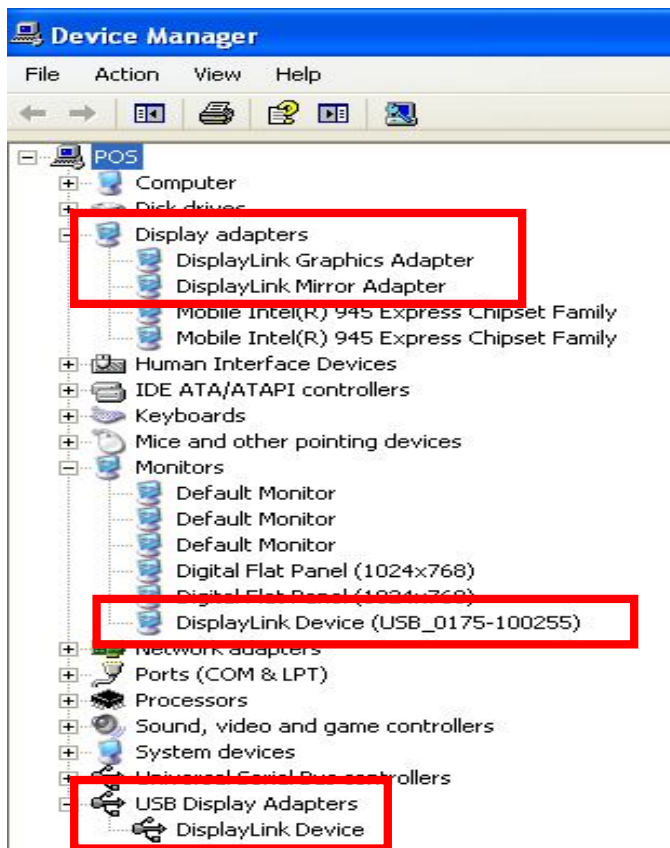 Device Manager
File Action View Help
POS
Computer
Disk drives
Display adapters
DisplayLink Graphics Adapter
DisplayLink Mirror Adapter
Mobile Intel(R) 945 Express Chipset Family
Mobile Intel(R) 945 Express Chipset Family
Human Interface Devices
IDE ATA/ATAPI controllers
Keyboards
Mice and other pointing devices
Monitors
Default Monitor
Default Monitor
Default Monitor
Digital Flat Panel (1024x768)
Digital Flat Panel (1024x768)
DisplayLink Device (USB_0175-100255)
Network adapters
Ports (COM & LPT)
Processors
Sound, video and game controllers
System devices
Universal Serial Bus controllers
USB Display Adapters
DisplayLink Device